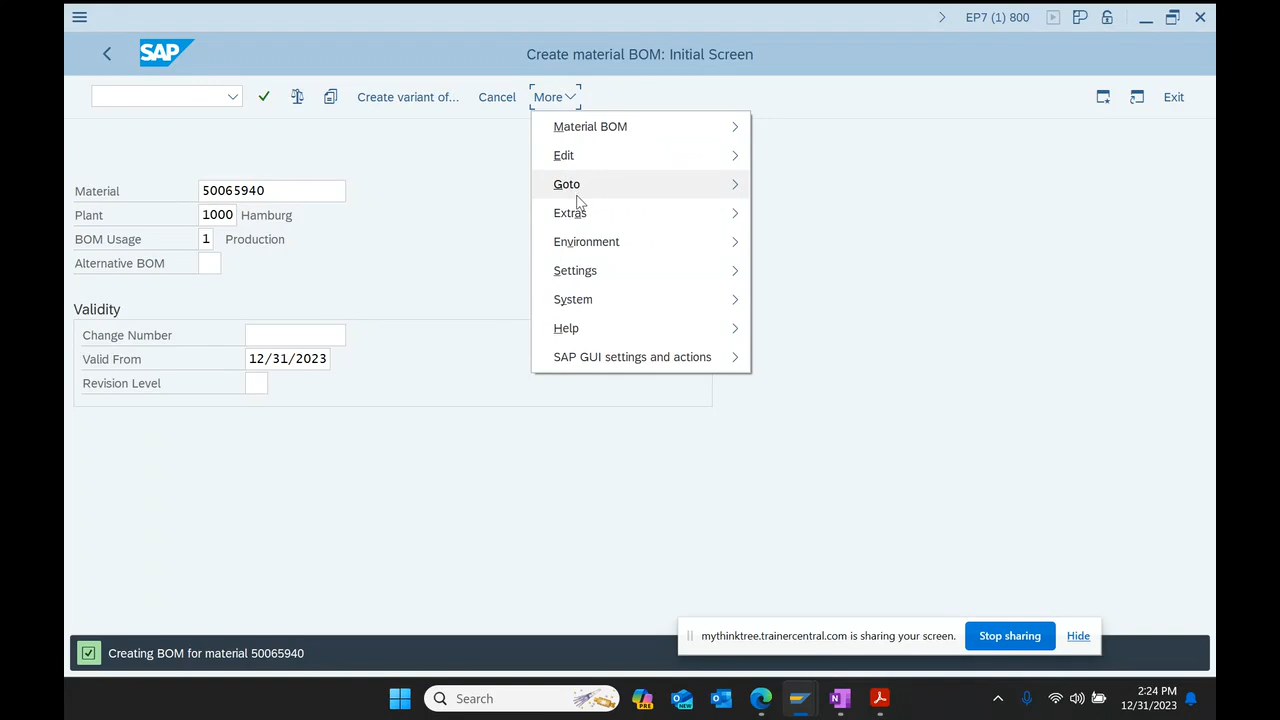 EP7 (1) 800
SAP
Create material BOM: Initial Screen
Create variant of...
Cancel
More
Exit
Material BOM
Edit
Goto
Extras
Environment
Settings
System
Help
SAP GUI settings and actions
Material 50065940
Plant 1000 Hamburg
BOM Usage 1 Production
Alternative BOM
Validity
Change Number
Valid From 12/31/2023
Revision Level
mythinktree.trainercentral.com is sharing your screen.
Stop sharing
Hide
Creating BOM for material 50065940
Search
PRE
NEW
N
2:24 PM
12/31/2023